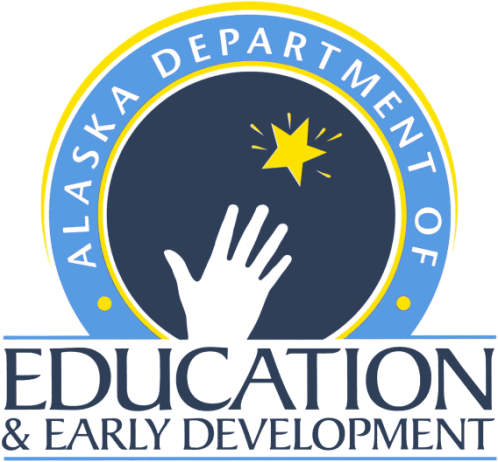 ALASKA DEPARTMENT OF
EDUCATION
& EARLY DEVELOPMENT